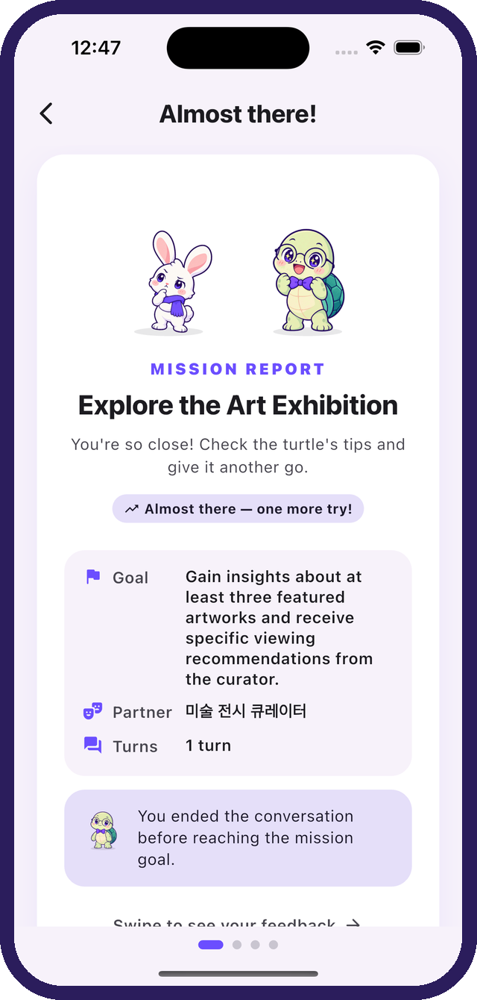 12:47
Almost there!
MISSION REPORT
Explore the Art Exhibition
You're so close! Check the turtle's tips and
give it another go.
Almost there — one more try!
Goal
Gain insights about at
least three featured
artworks and receive
specific viewing
recommendations from
the curator.
Partner
미술 전시 큐레이터
Turns
1 turn
You ended the conversation
before reaching the mission
goal.
Swipe to see your feedback →